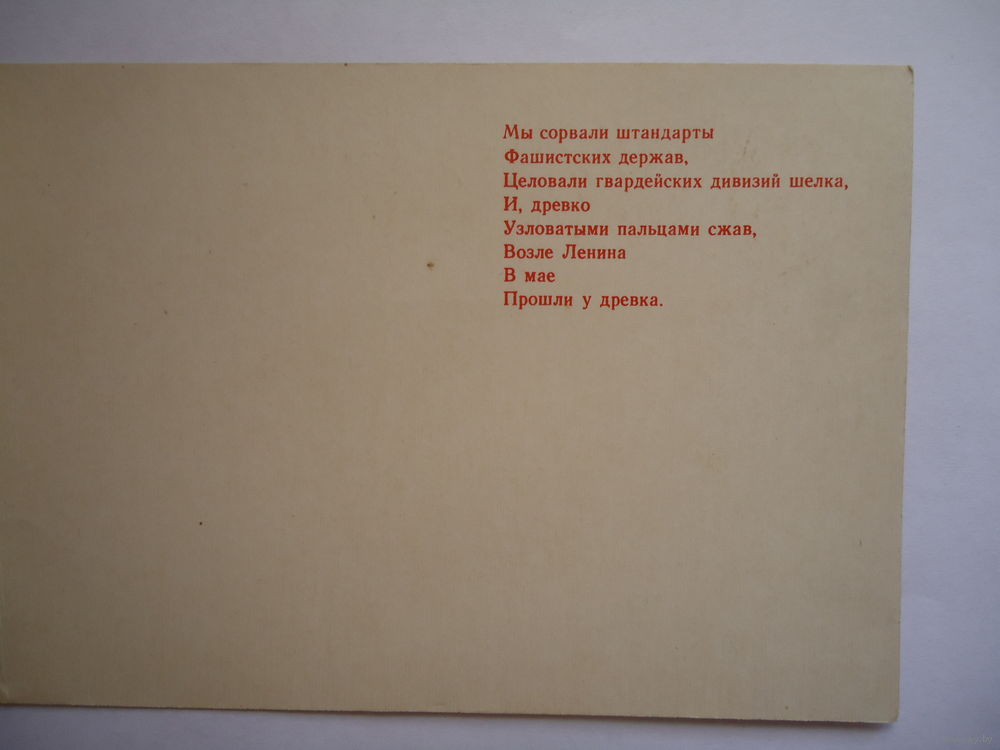 Мы сорвали штандарты
Фашистских держав,
Целовали гвардейских дивизий шелка,
И, древко
Узловатыми пальцами сжав,
Возле Ленина
В мае
Прошли у древка.